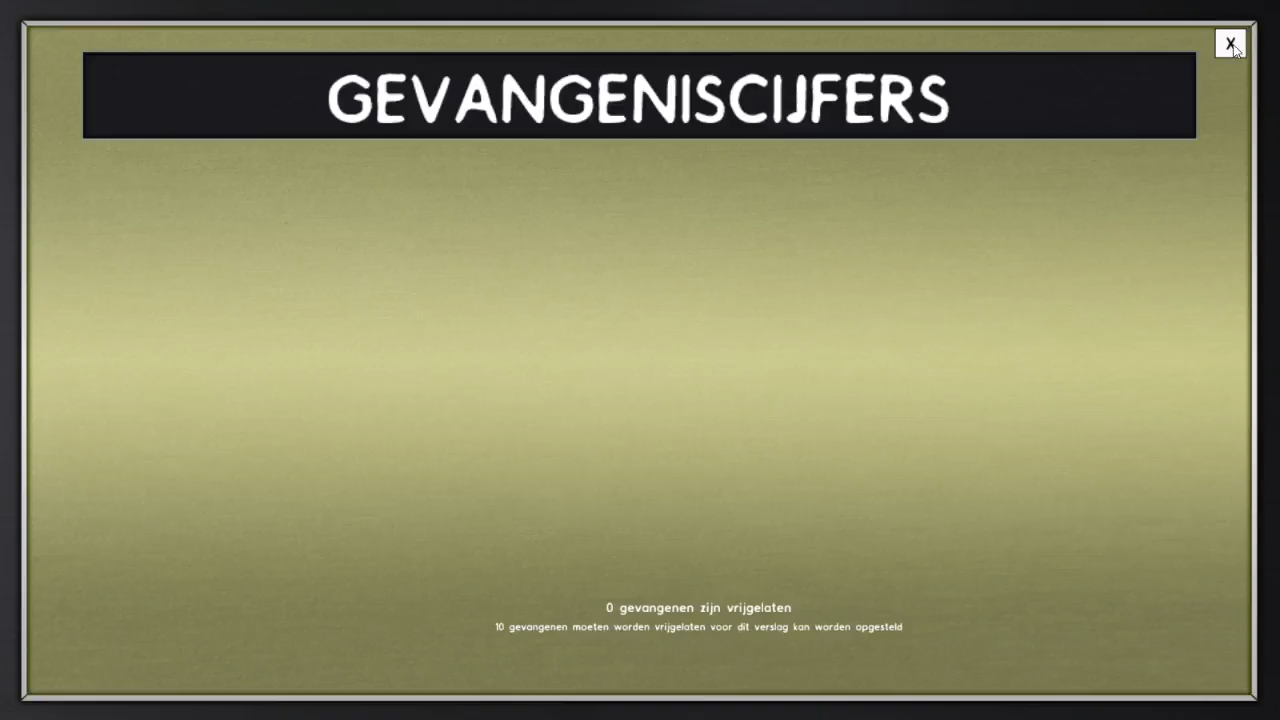 X
GEVANGENISCIJFERS
0 gevangenen zijn vrijgelaten
10 gevangenen moeten worden vrijgelaten voor dit verslag kan worden opgesteld